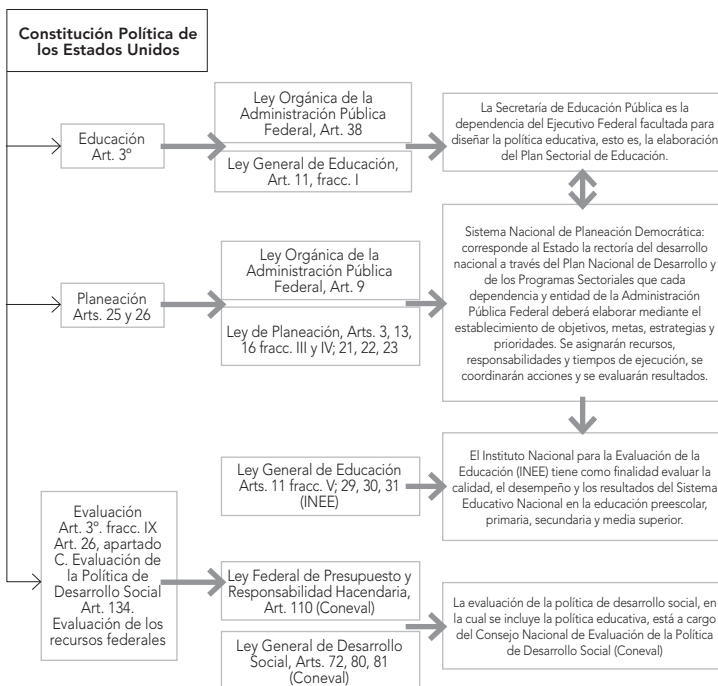 Constitución Política de
los Estados Unidos
Educación
Art. 3º
Ley Orgánica de la
Administración Pública
Federal, Art. 38
Ley General de Educación,
Art. 11, fracc. I
La Secretaría de Educación Pública es la
dependencia del Ejecutivo Federal facultada para
diseñar la política educativa, esto es, la elaboración
del Plan Sectorial de Educación.
Planeación
Arts. 25 y 26
Ley Orgánica de la
Administración Pública
Federal, Art. 9
Ley de Planeación, Arts. 3, 13,
16 fracc. III y IV; 21, 22, 23
Sistema Nacional de Planeación Democrática:
corresponde al Estado la rectoría del desarrollo
nacional a través del Plan Nacional de Desarrollo y
de los Programas Sectoriales que cada
dependencia y entidad de la Administración
Pública Federal deberá elaborar mediante el
establecimiento de objetivos, metas, estrategias y
prioridades. Se asignarán recursos,
responsabilidades y tiempos de ejecución, se
coordinarán acciones y se evaluarán resultados.
Evaluación
Art. 3º. fracc. IX
Art. 26, apartado
C. Evaluación de
la Política de
Desarrollo Social
Art. 134.
Evaluación de los
recursos federales
Ley General de Educación
Arts. 11 fracc. V; 29, 30, 31
(INEE)
El Instituto Nacional para la Evaluación de la
Educación (INEE) tiene como finalidad evaluar la
calidad, el desempeño y los resultados del Sistema
Educativo Nacional en la educación preescolar,
primaria, secundaria y media superior.
Ley Federal de Presupuesto y
Responsabilidad Hacendaria,
Art. 110 (Coneval)
Ley General de Desarrollo
Social, Arts. 72, 80, 81
(Coneval)
La evaluación de la política de desarrollo social, en
la cual se incluye la política educativa, está a cargo
del Consejo Nacional de Evaluación de la Política
de Desarrollo Social (Coneval)